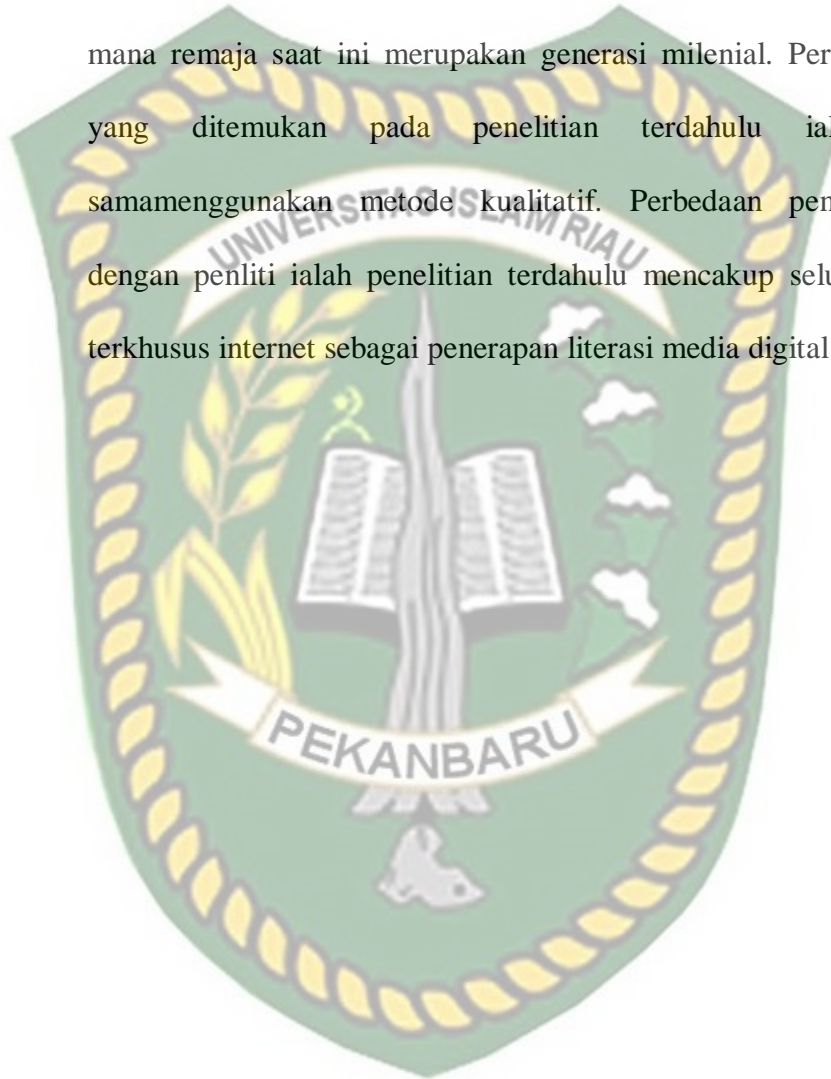 mana remaja saat ini merupakan generasi milenial. Per
yang ditemukan pada penelitian terdahulu ial
samamenggunakan metode kualitatif. Perbedaan pen
dengan penliti ialah penelitian terdahulu mencakup selu
terkhusus internet sebagai penerapan literasi media digital
UNIVERSITAS ISLAM RIAU
PEKANBARU